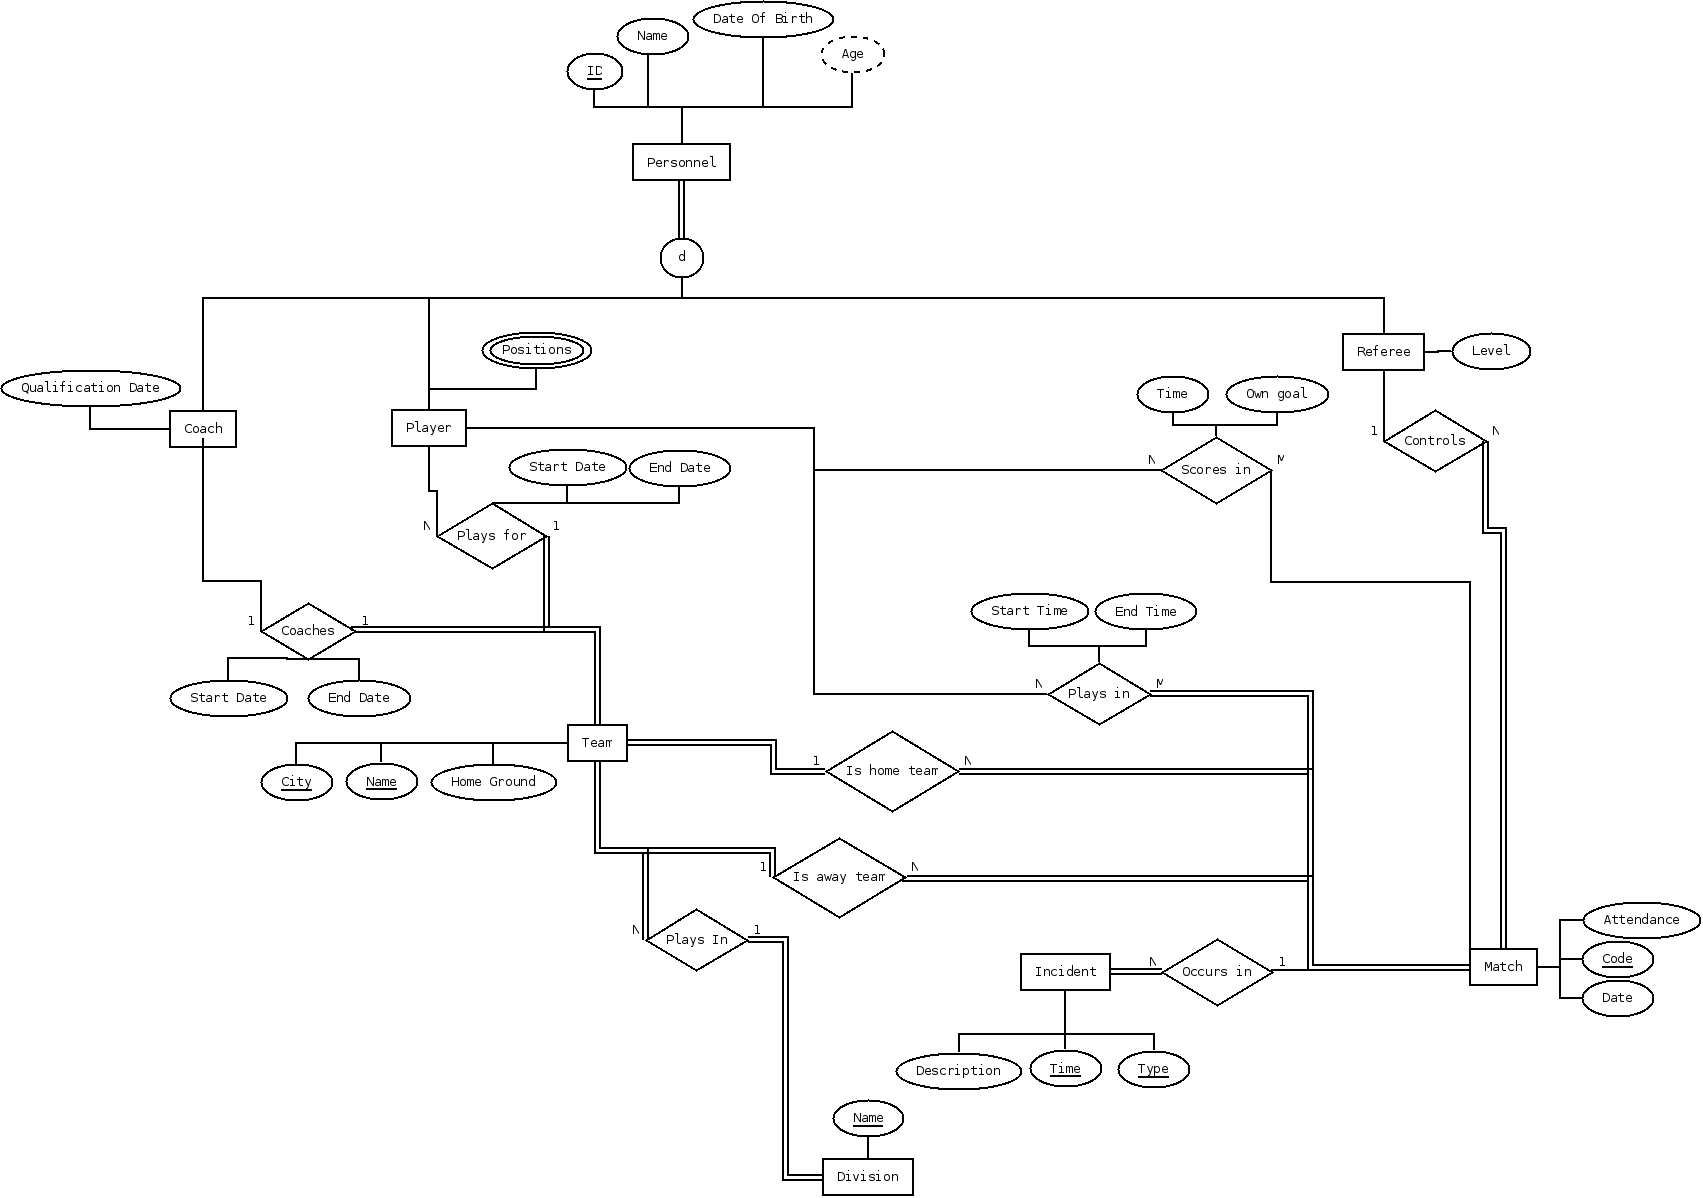 Date Of Birth
Name
Age
ID
Personnel
d
Positions
Referee
Level
Qualification Date
Time
Own goal
Coach
Player
1
Controls
N
N
Scores in
M
Start Date
End Date
N
Plays for
1
Start Time
End Time
1
Coaches
1
N
Plays in
M
Start Date
End Date
Team
1
Is home team
N
City
Name
Home Ground
1
Is away team
N
Attendance
N
Plays In
1
Code
Incident
N
Occurs in
1
Match
Date
Description
Time
Type
Name
Division